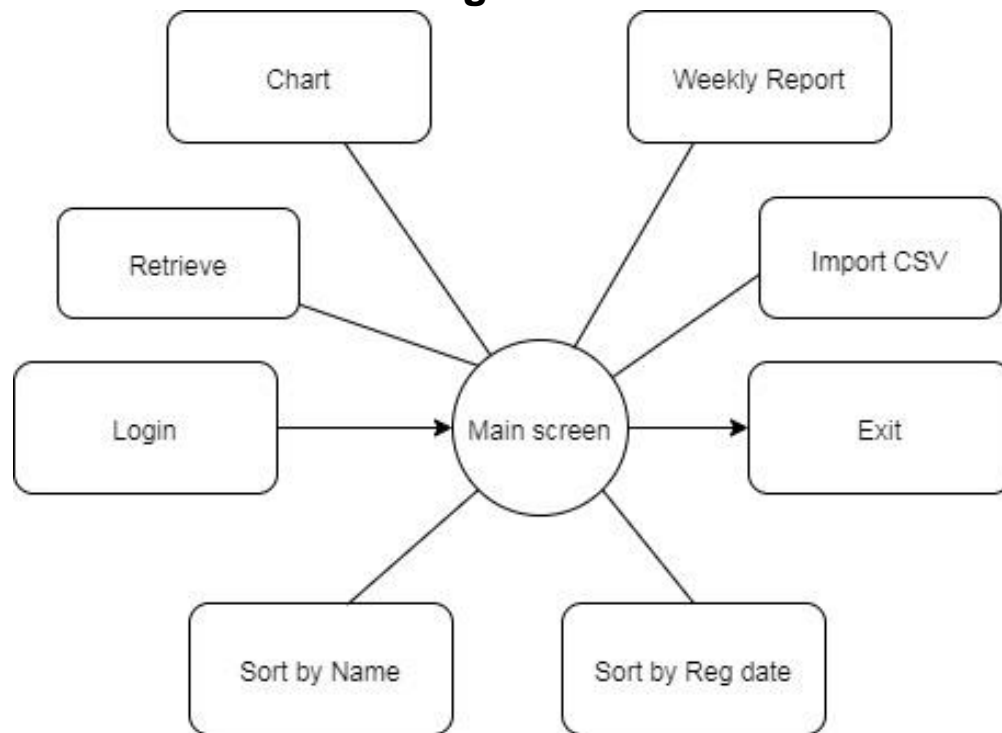 Chart
Weekly Report
Retrieve
Import CSV
Login
Main screen
Exit
Sort by Name
Sort by Reg date